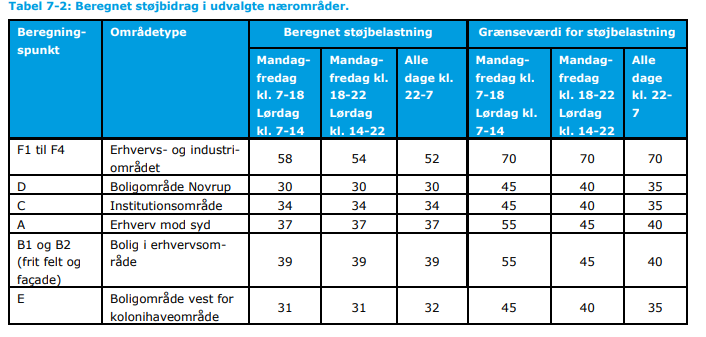 Tabel 7-2: Beregnet støjbidrag i udvalgte nærområder.
Beregning-
spunkt
Områdetype
Beregnet støjbelastning
Grænseværdi for støjbelastning
Mandag-
fredag
kl. 7-18
Lørdag
kl. 7-14
Mandag-
fredag kl.
18-22
Lørdag
kl. 14-22
Alle
dage kl.
22-7
Mandag-
fredag kl.
7-18
Lørdag kl.
7-14
Mandag-
fredag kl.
18-22
Lørdag
kl. 14-22
Alle
dage
kl. 22-
7
F1 til F4
Erhvervs- og industri-
området
58
54
52
70
70
70
D
Boligområde Novrup
30
30
30
45
40
35
C
Institutionsområde
34
34
34
45
40
35
A
Erhverv mod syd
37
37
37
55
45
40
B1 og B2
(frit felt og
façade)
Bolig i erhvervsom-
råde
39
39
39
55
45
40
E
Boligområde vest for
kolonihaveområde
31
31
32
45
40
35